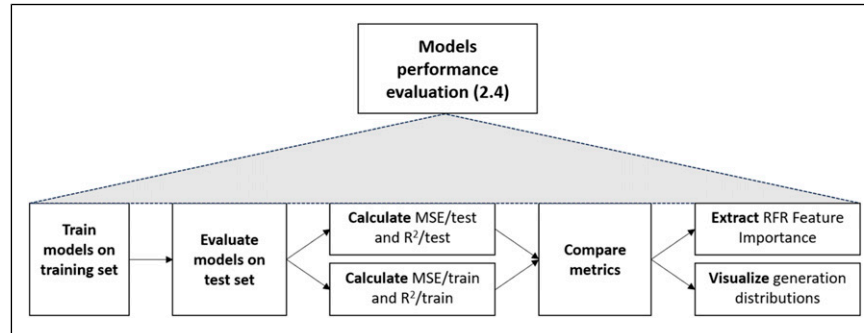 Models
performance
evaluation (2.4)
Train
models on
training set
Evaluate
models on
test set
Calculate MSE/test
and R²/test
Calculate MSE/train
and R²/train
Compare
metrics
Extract RFR Feature
Importance
Visualize generation
distributions